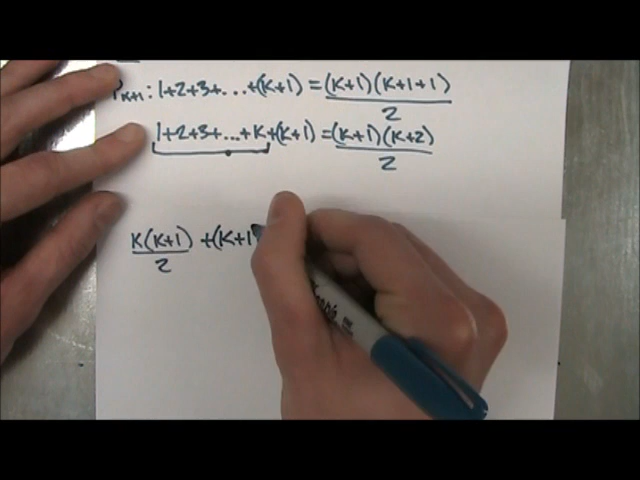 P_{K+1}: 1+2+3+...+(K+1) = (K+1)(K+1+1)/2
1+2+3+...+K+(K+1) = (K+1)(K+2)/2
K(K+1)/2 +(K+1